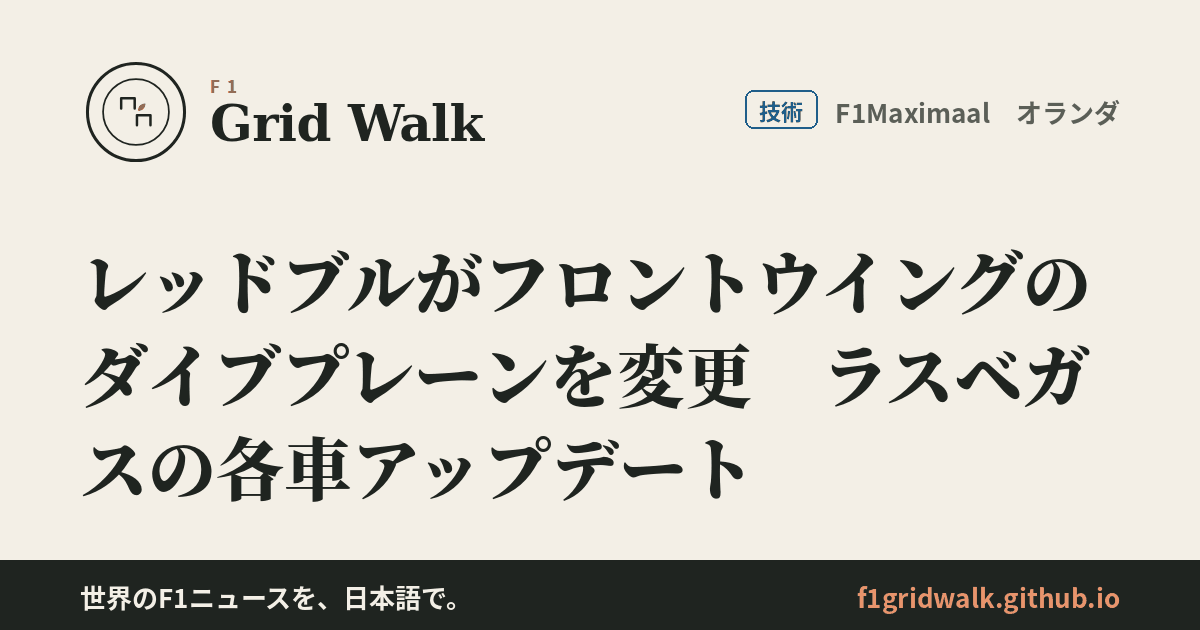 F1
Grid Walk
技術 F1Maximaal オランダ
レッドブルがフロントウイングの
ダイブプレーンを変更　ラスベガ
スの各車アップデート
世界のF1ニュースを、日本語で。
f1gridwalk.github.io